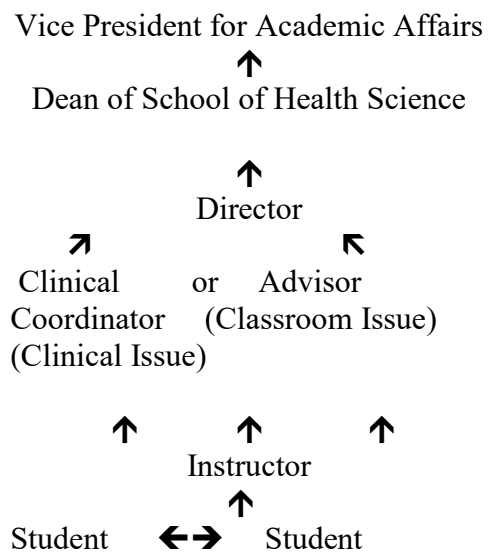 Vice President for Academic Affairs
↑
Dean of School of Health Science
↑
Director
↗ ↖
Clinical or Advisor
Coordinator (Classroom Issue)
(Clinical Issue)
↑ ↑ ↑
Instructor
↑
Student ←→ Student